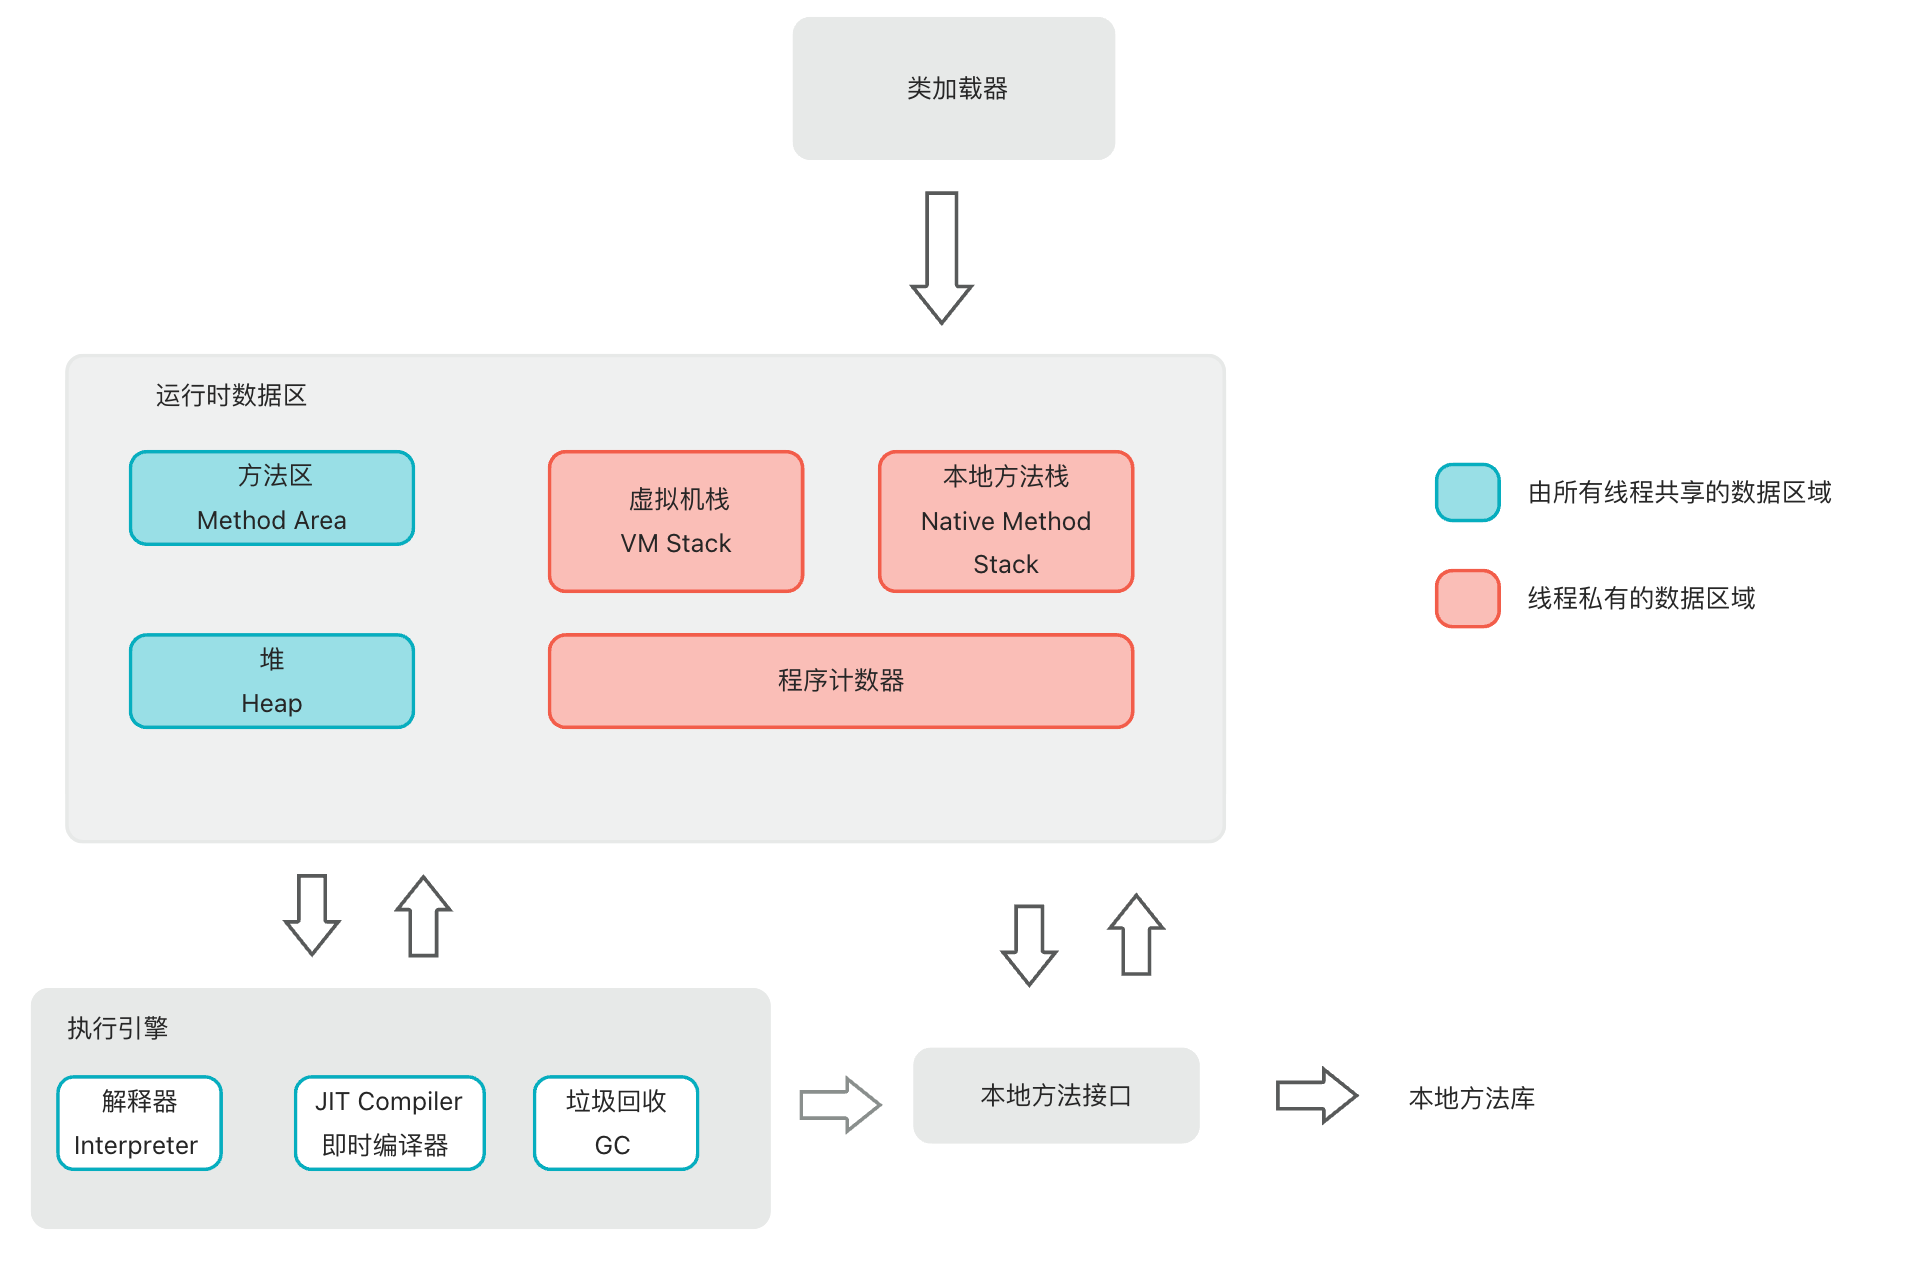 类加载器
运行时数据区
方法区
Method Area
虚拟机栈
VM Stack
本地方法栈
Native Method
Stack
堆
Heap
程序计数器
由所有线程共享的数据区域
线程私有的数据区域
执行引擎
解释器
Interpreter
JIT Compiler
即时编译器
垃圾回收
GC
本地方法接口
本地方法库